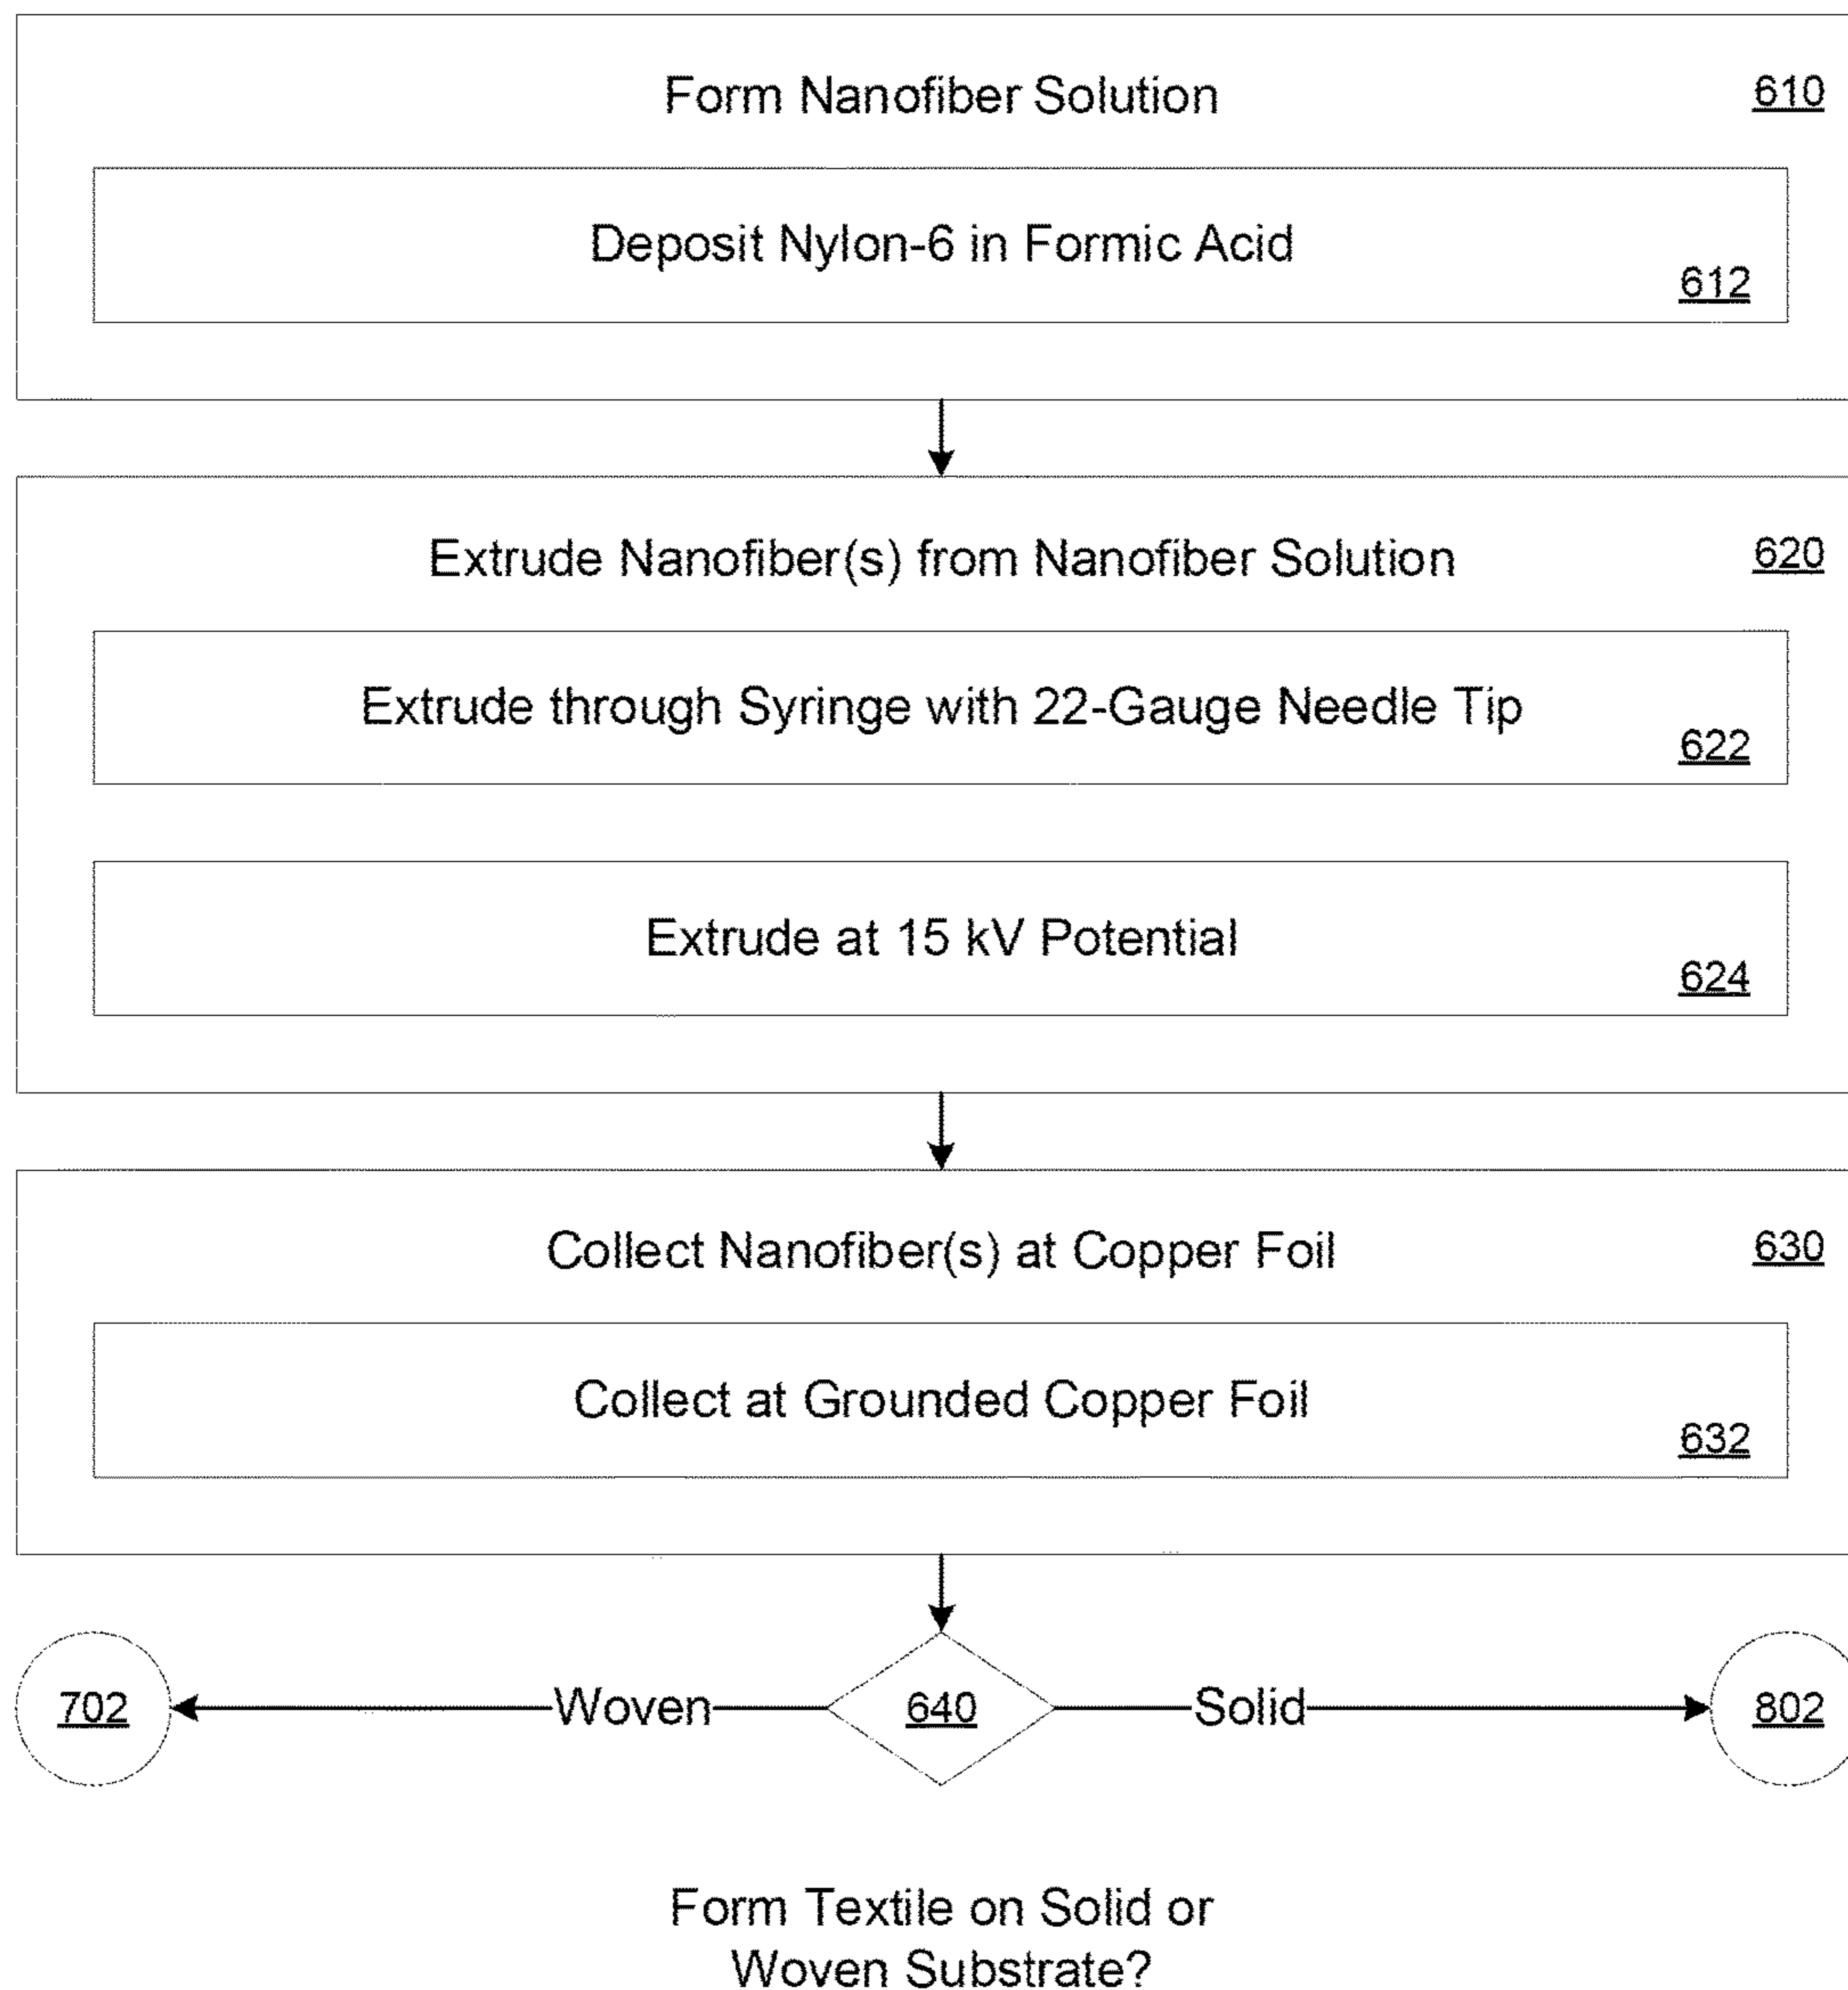 Form Nanofiber Solution 610
Deposit Nylon-6 in Formic Acid
612
Extrude Nanofiber(s) from Nanofiber Solution 620
Extrude through Syringe with 22-Gauge Needle Tip
622
Extrude at 15 kV Potential
624
Collect Nanofiber(s) at Copper Foil 630
Collect at Grounded Copper Foil
632
702 Woven 640 Solid 802
Form Textile on Solid or
Woven Substrate?